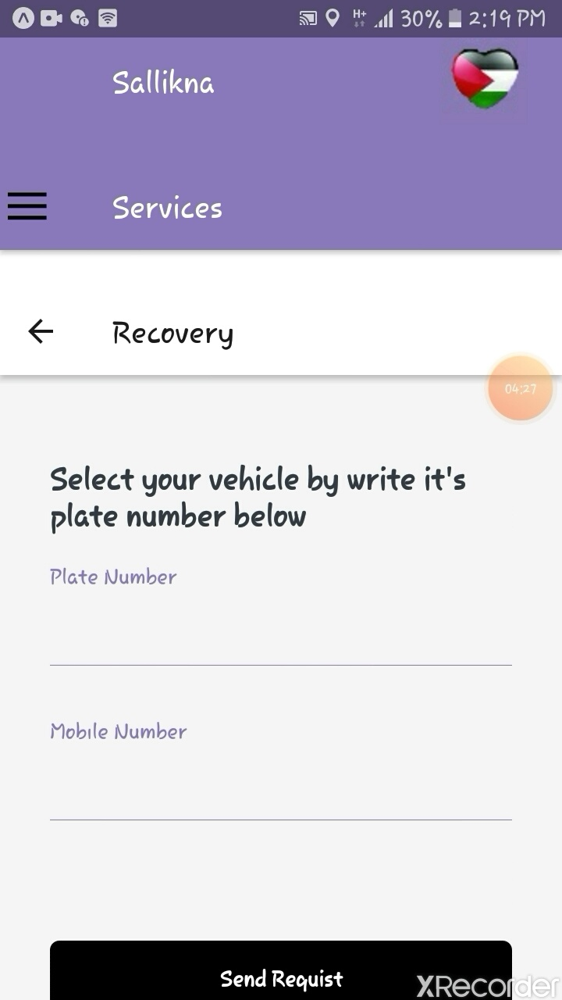 30% 2:19 PM
Sallikna
Services
Recovery
04:27
Select your vehicle by write it's
plate number below
Plate Number
Mobile Number
Send Requist
XRecorder